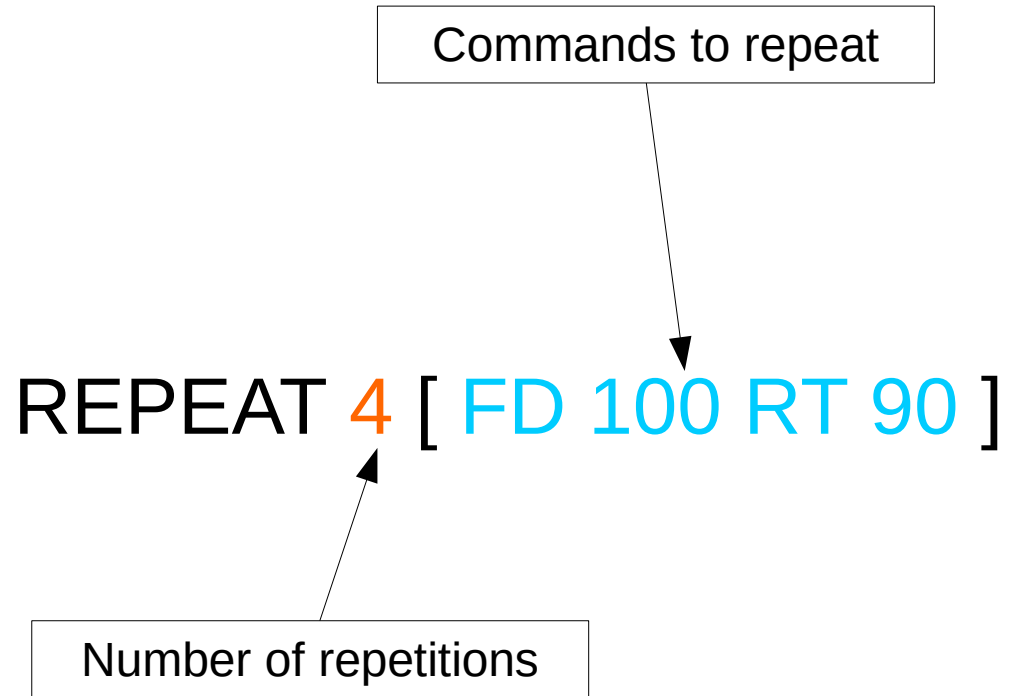 Commands to repeat
REPEAT 4 [ FD 100 RT 90 ]
Number of repetitions